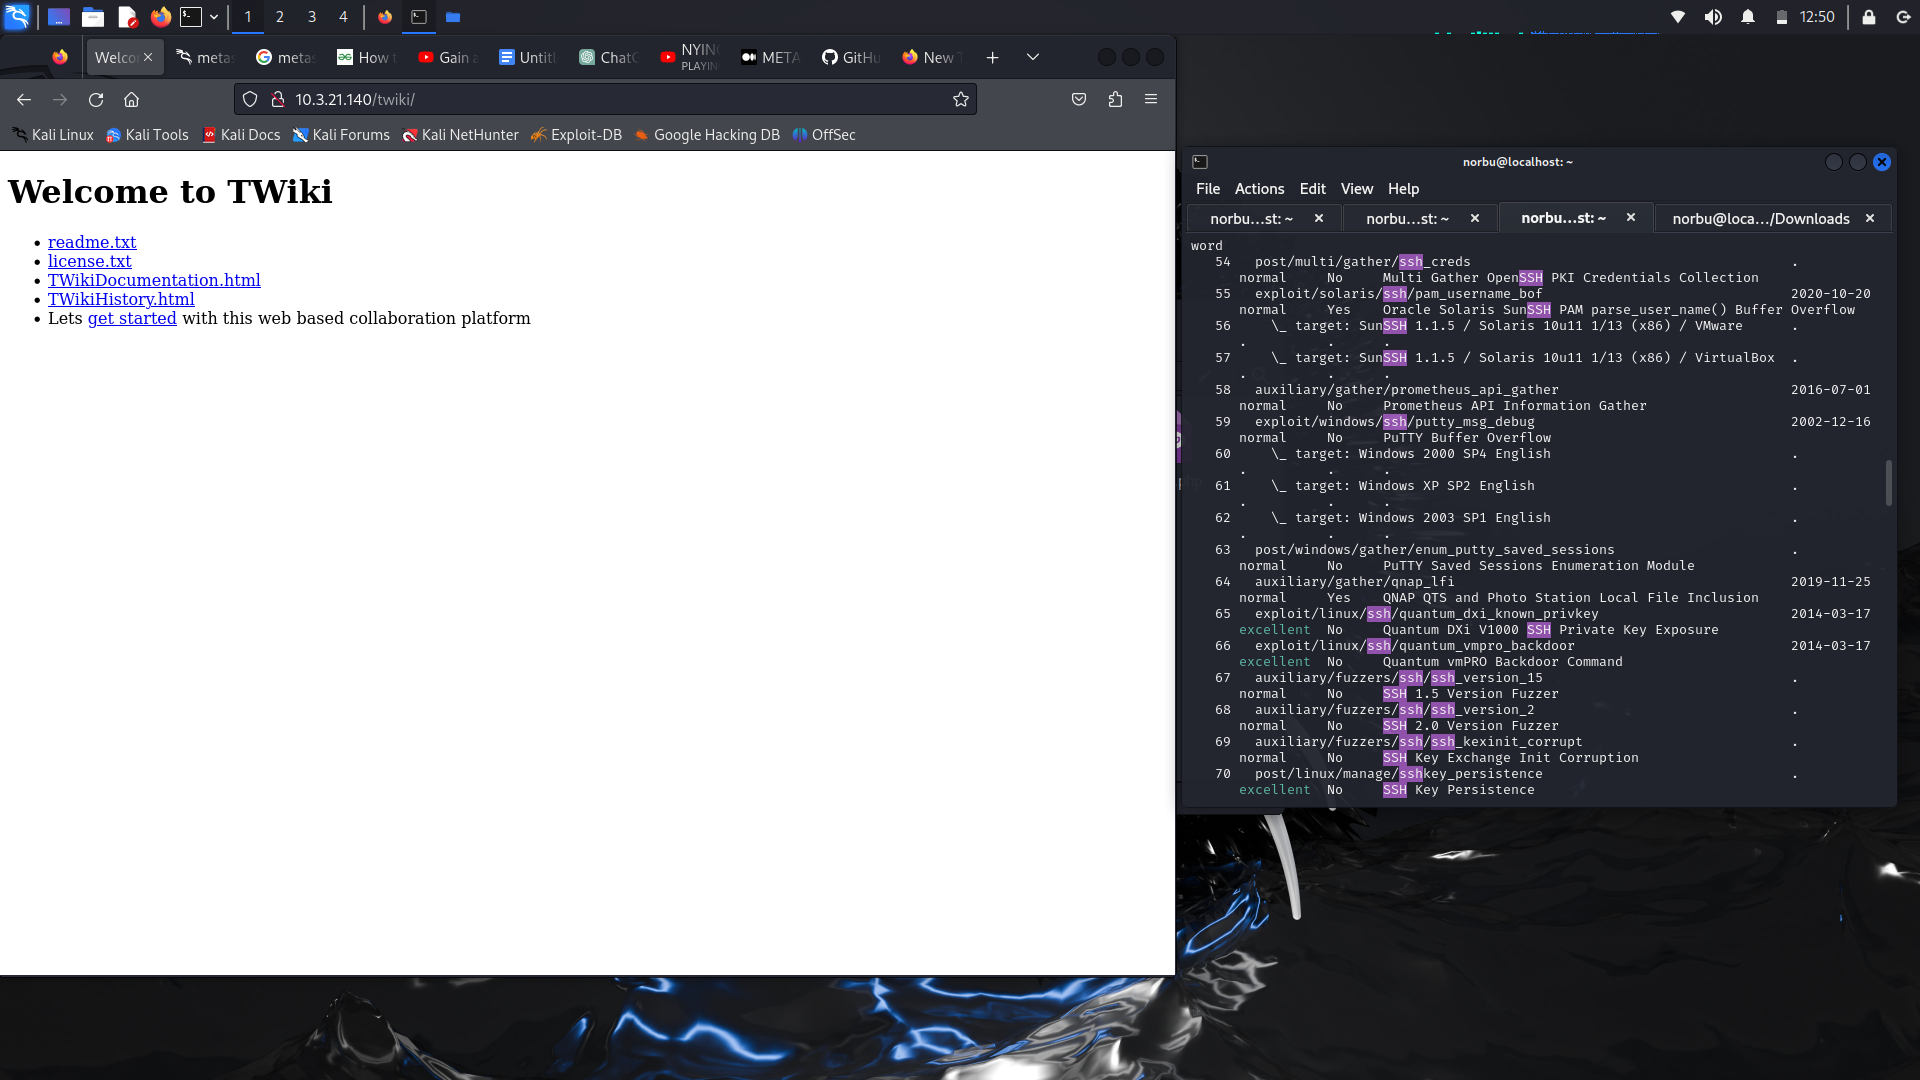 1 2 3 4 12:50
Welco metas metas How t Gain a Untitl ChatG NYING META GitHu New T
PLAYIN
10.3.21.140/twiki/
Kali Linux Kali Tools Kali Docs Kali Forums Kali NetHunter Exploit-DB Google Hacking DB OffSec
Welcome to TWiki
• readme.txt
• license.txt
• TWikiDocumentation.html
• TWikiHistory.html
• Lets get started with this web based collaboration platform
norbu@localhost: ~
File Actions Edit View Help
norbu...st: ~ norbu...st: ~ norbu...st: ~ norbu@loca.../Downloads
word
54 post/multi/gather/ssh_creds .
normal No Multi Gather OpenSSH PKI Credentials Collection
55 exploit/solaris/ssh/pam_username_bof 2020-10-20
normal Yes Oracle Solaris SunSSH PAM parse_user_name() Buffer Overflow
56 \_ target: SunSSH 1.1.5 / Solaris 10u11 1/13 (x86) / VMware .
. . .
57 \_ target: SunSSH 1.1.5 / Solaris 10u11 1/13 (x86) / VirtualBox .
. . .
58 auxiliary/gather/prometheus_api_gather 2016-07-01
normal No Prometheus API Information Gather
59 exploit/windows/ssh/putty_msg_debug 2002-12-16
normal No PuTTY Buffer Overflow
60 \_ target: Windows 2000 SP4 English .
. . .
61 \_ target: Windows XP SP2 English .
. . .
62 \_ target: Windows 2003 SP1 English .
. . .
63 post/windows/gather/enum_putty_saved_sessions .
normal No PuTTY Saved Sessions Enumeration Module
64 auxiliary/gather/qnap_lfi 2019-11-25
normal Yes QNAP QTS and Photo Station Local File Inclusion
65 exploit/linux/ssh/quantum_dxi_known_privkey 2014-03-17
excellent No Quantum DXi V1000 SSH Private Key Exposure
66 exploit/linux/ssh/quantum_vmpro_backdoor 2014-03-17
excellent No Quantum vmPRO Backdoor Command
67 auxiliary/fuzzers/ssh/ssh_version_15 .
normal No SSH 1.5 Version Fuzzer
68 auxiliary/fuzzers/ssh/ssh_version_2 .
normal No SSH 2.0 Version Fuzzer
69 auxiliary/fuzzers/ssh/ssh_kexinit_corrupt .
normal No SSH Key Exchange Init Corruption
70 post/linux/manage/sshkey_persistence .
excellent No SSH Key Persistence